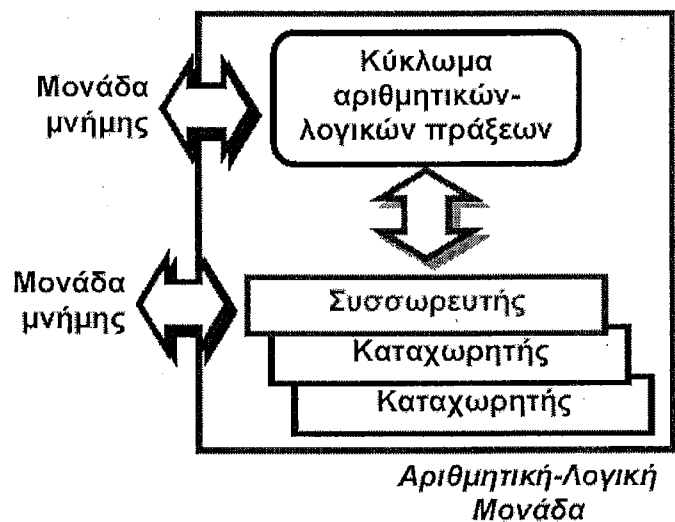 Κύκλωμα
αριθμητικών-
λογικών πράξεων
Μονάδα
μνήμης
Μονάδα
μνήμης
Συσσωρευτής
Καταχωρητής
Καταχωρητής
Αριθμητική-Λογική
Μονάδα